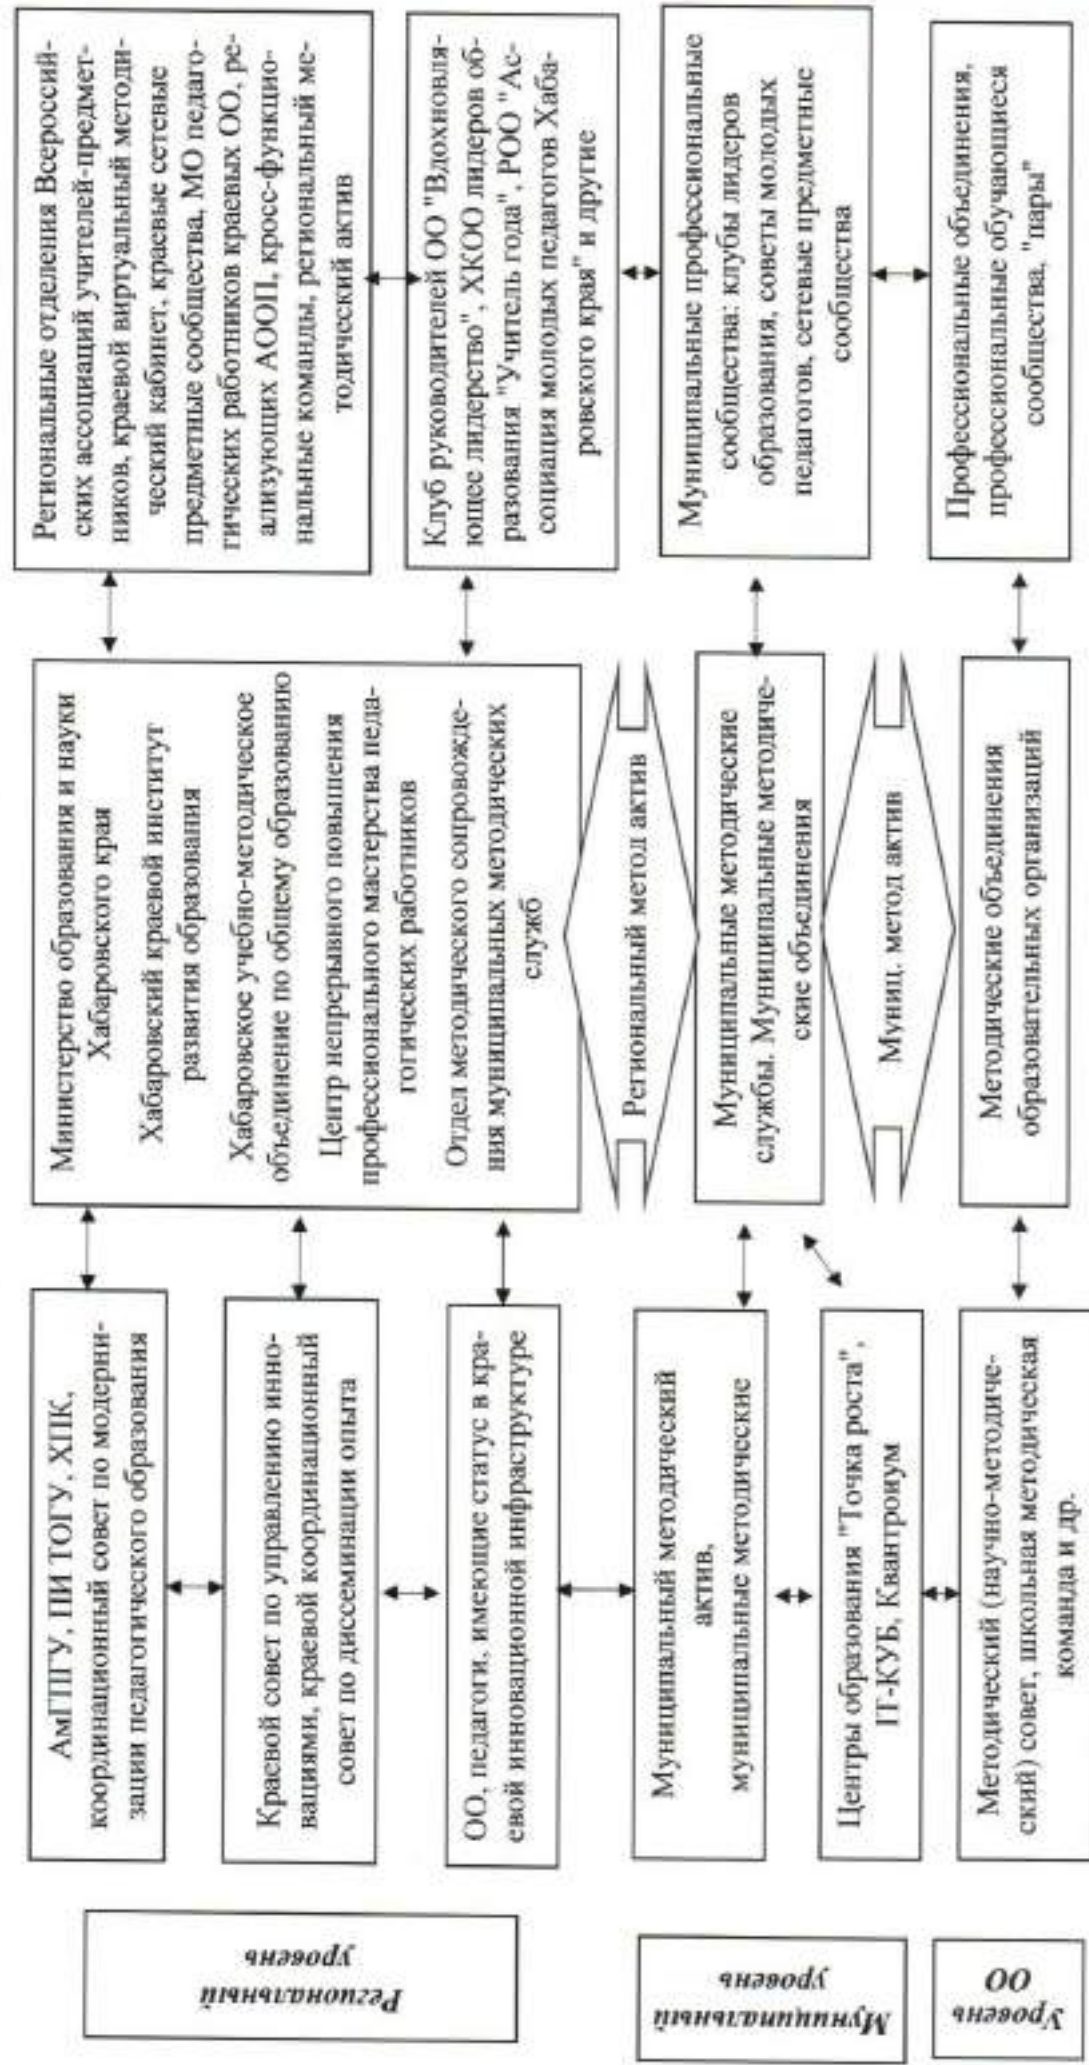 Региональный
уровень
АмГПГУ, ПИ ТОГУ, ХПК,
координационный совет по модерни-
зации педагогического образования
Краевой совет по управлению инно-
вациями, краевой координационный
совет по диссеминации опыта
ОО, педагоги, имеющие статус в кра-
евой инновационной инфраструктуре
Министерство образования и науки
Хабаровского края
Хабаровский краевой институт
развития образования
Хабаровское учебно-методическое
объединение по общему образованию
Центр непрерывного повышения
профессионального мастерства педа-
гогических работников
Отдел методического сопровожде-
ния муниципальных методических
служб
Региональные отделения Всероссий-
ских ассоциаций учителей-предмет-
ников, краевой виртуальный методи-
ческий кабинет, краевые сетевые
предметные сообщества, МО педаго-
гических работников краевых ОО, ре-
ализующих АООП, кросс-функцио-
нальные команды, региональный ме-
тодический актив
Клуб руководителей ОО "Вдохновля-
ющее лидерство", ХКОО лидеров об-
разования "Учитель года", РОО "Ас-
социация молодых педагогов Хаба-
ровского края" и другие
Региональный метод актив
Муниципальный
уровень
Муниципальный методический
актив,
муниципальные методические
Центры образования "Точка роста",
IT-КУБ, Кванториум
Муниципальные методические
службы. Муниципальные методиче-
ские объединения
Муниципальные профессиональные
сообщества: клубы лидеров
образования, советы молодых
педагогов, сетевые предметные
сообщества
Муниц. метод актив
Уровень
ОО
Методический (научно-методиче-
ский) совет, школьная методическая
команда и др.
Методические объединения
образовательных организаций
Профессиональные объединения,
профессиональные обучающиеся
сообщества, "пары"